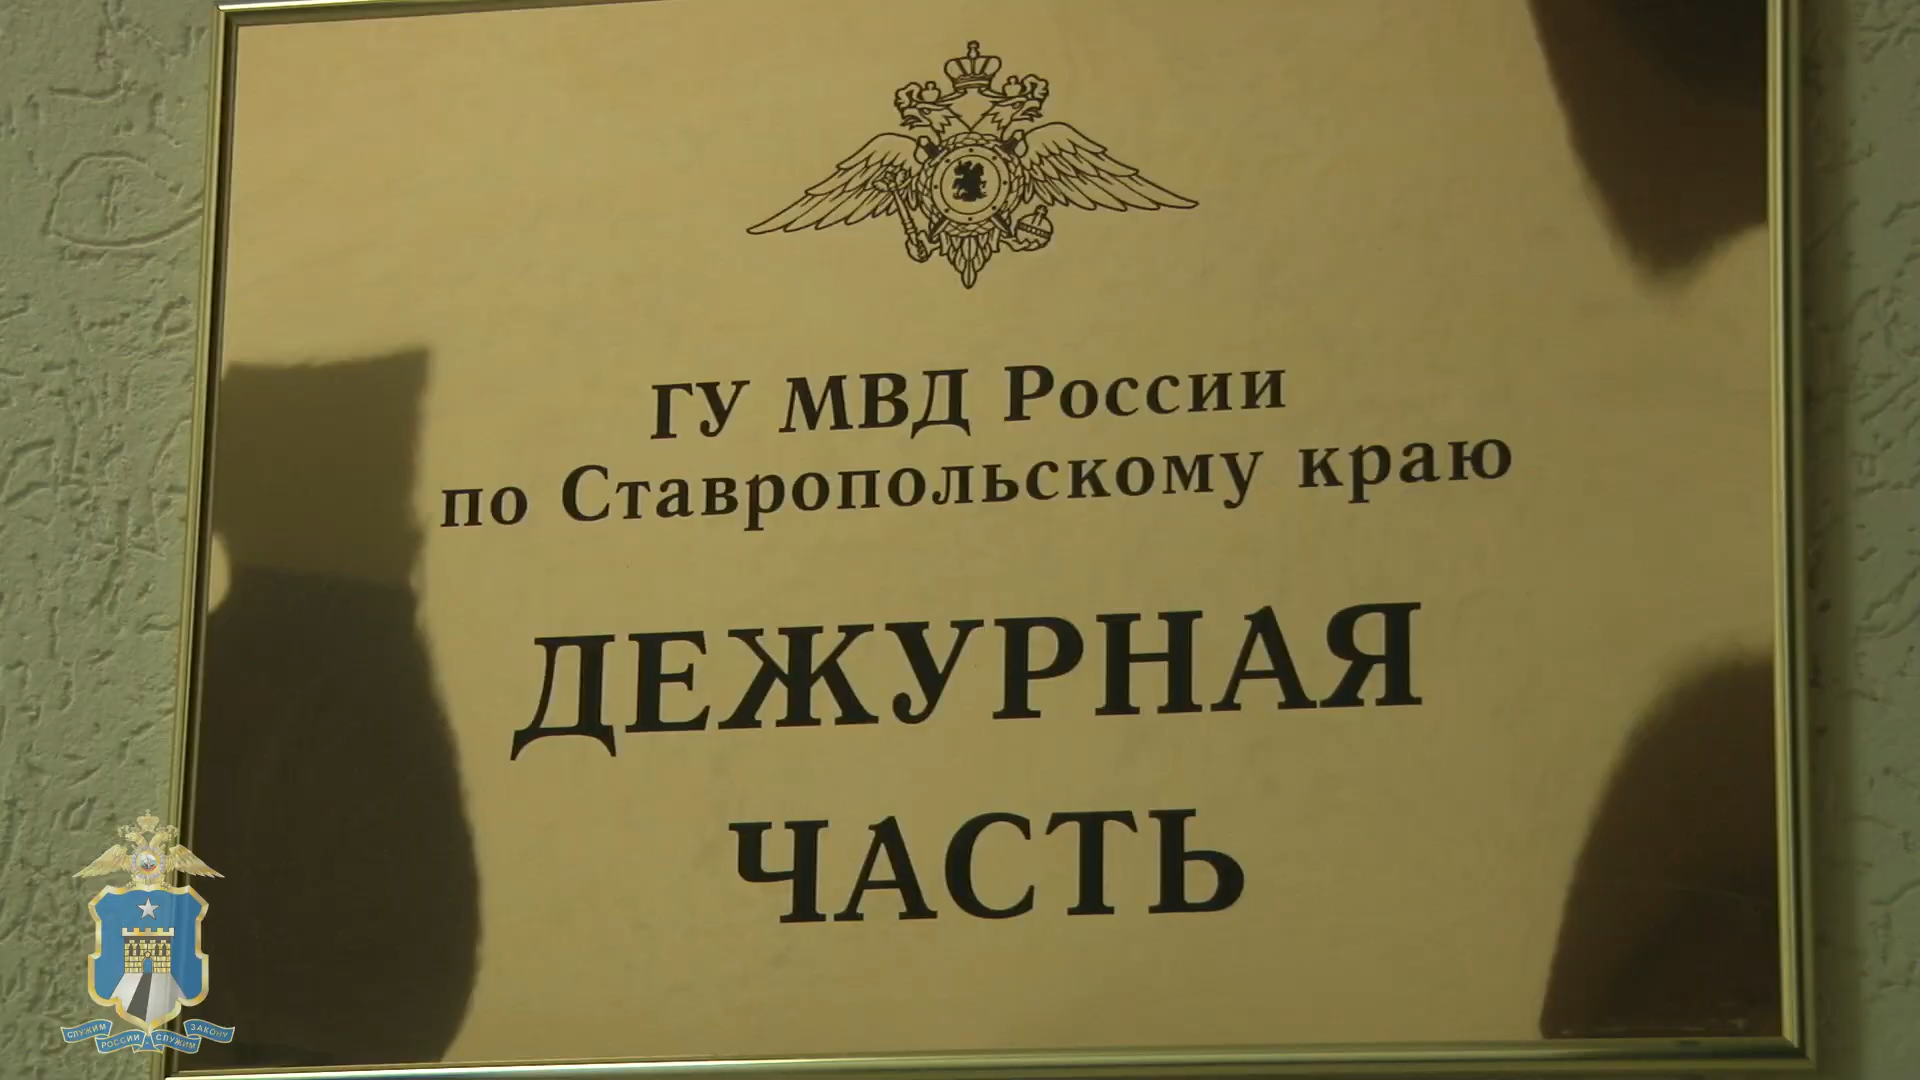 ГУ МВД России
по Ставропольскому краю
ДЕЖУРНАЯ
ЧАСТЬ
СЛУЖИМ РОССИИ - СЛУЖИМ ЗАКОНУ